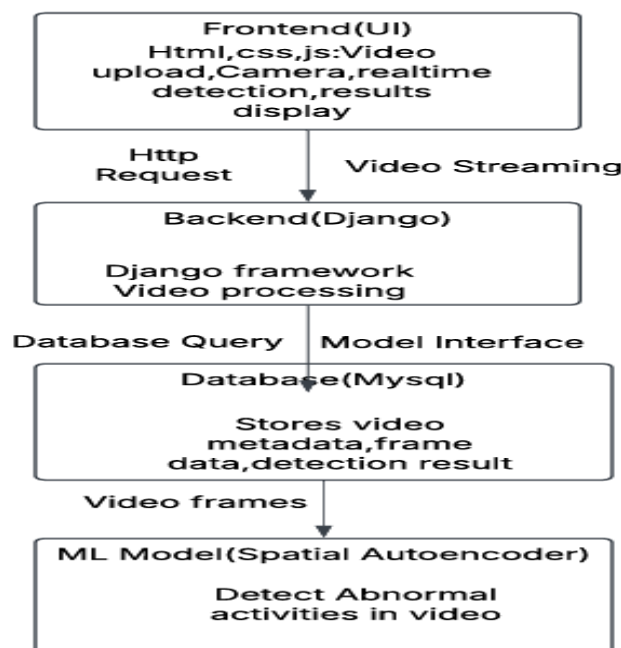 Frontend(UI)
Html,css,js:Video
upload,Camera,realtime
detection,results
display
Http
Request
Video Streaming
Backend(Django)
Django framework
Video processing
Database Query
Model Interface
Database(Mysql)
Stores video
metadata,frame
data,detection result
Video frames
ML Model(Spatial Autoencoder)
Detect Abnormal
activities in video